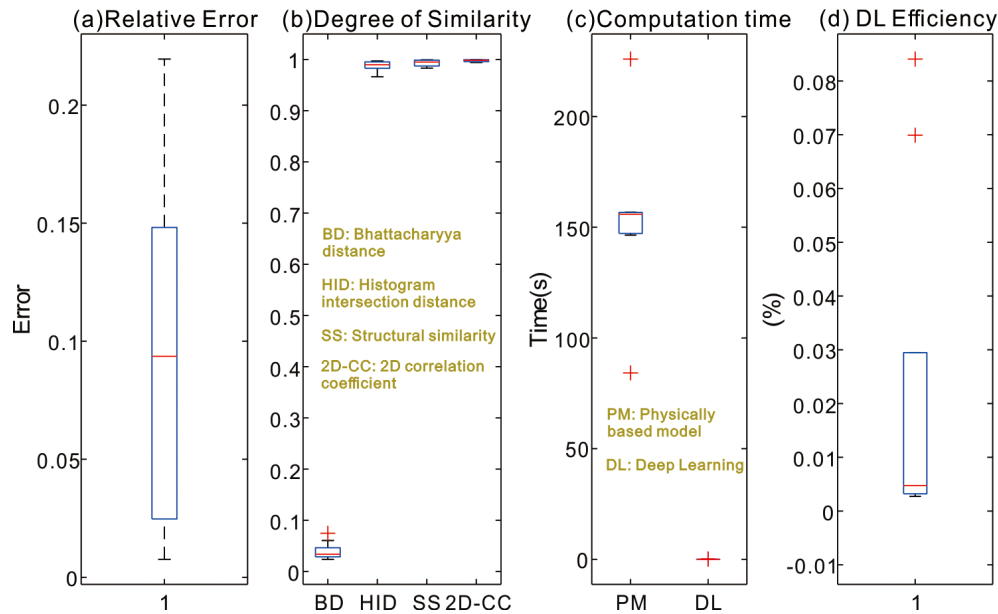 (a)Relative Error
Error
0.2
0.15
0.1
0.05
0
1
(b)Degree of Similarity
1
0.9
0.8
0.7
0.6
0.5
0.4
0.3
0.2
0.1
0
BD: Bhattacharyya
distance
HID: Histogram
intersection distance
SS: Structural similarity
2D-CC: 2D correlation
coefficient
BD HID SS 2D-CC
(c)Computation time
Time(s)
200
150
100
50
0
PM: Physically
based model
DL: Deep Learning
PM DL
(d) DL Efficiency
(%)
0.08
0.07
0.06
0.05
0.04
0.03
0.02
0.01
0
-0.01
1